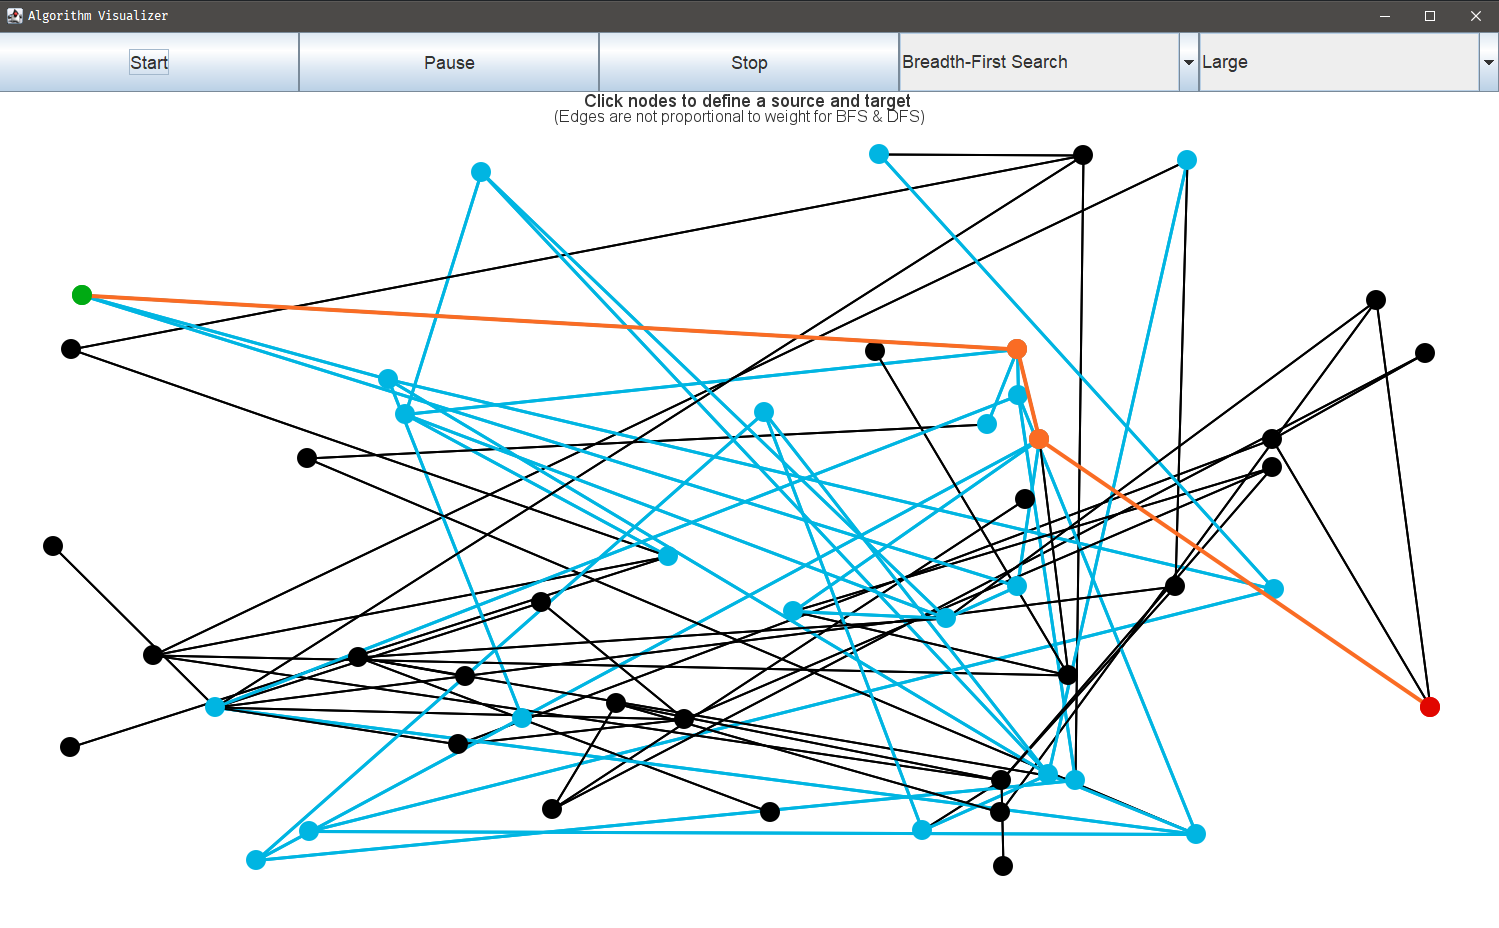 Algorithm Visualizer
Start
Pause
Stop
Breadth-First Search
Large
Click nodes to define a source and target
(Edges are not proportional to weight for BFS & DFS)